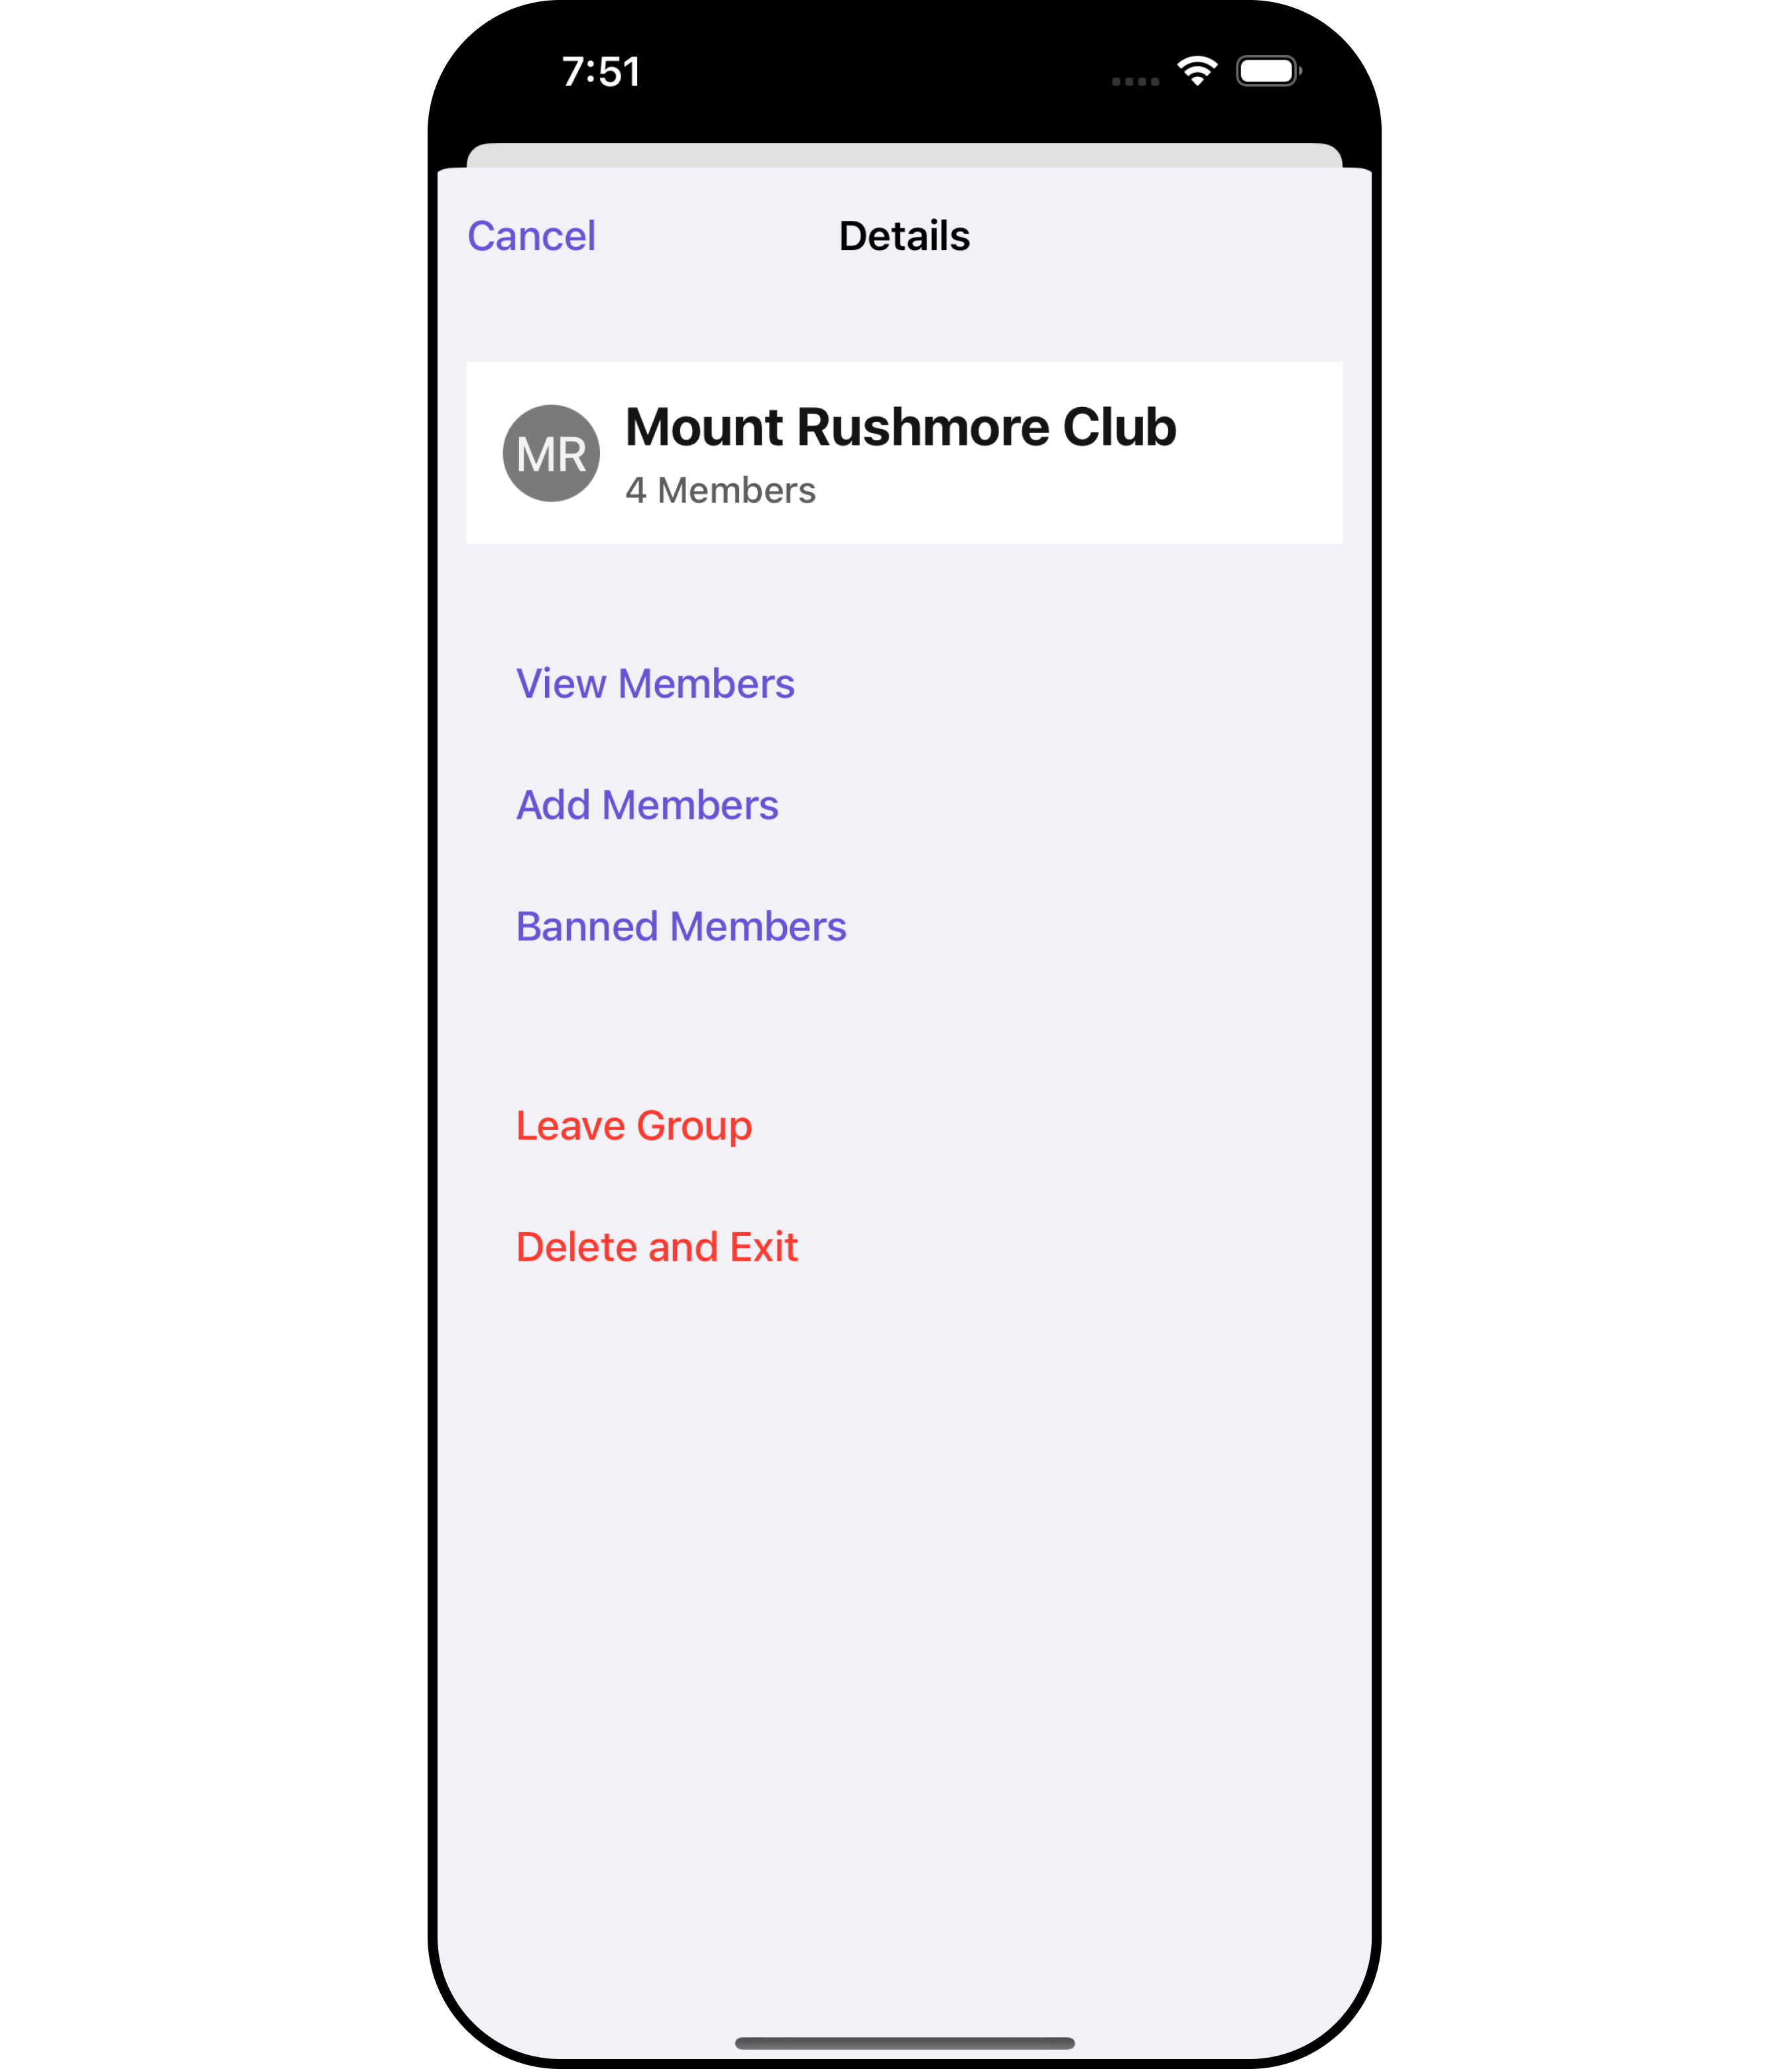 7:51
Cancel
Details
MR
Mount Rushmore Club
4 Members
View Members
Add Members
Banned Members
Leave Group
Delete and Exit